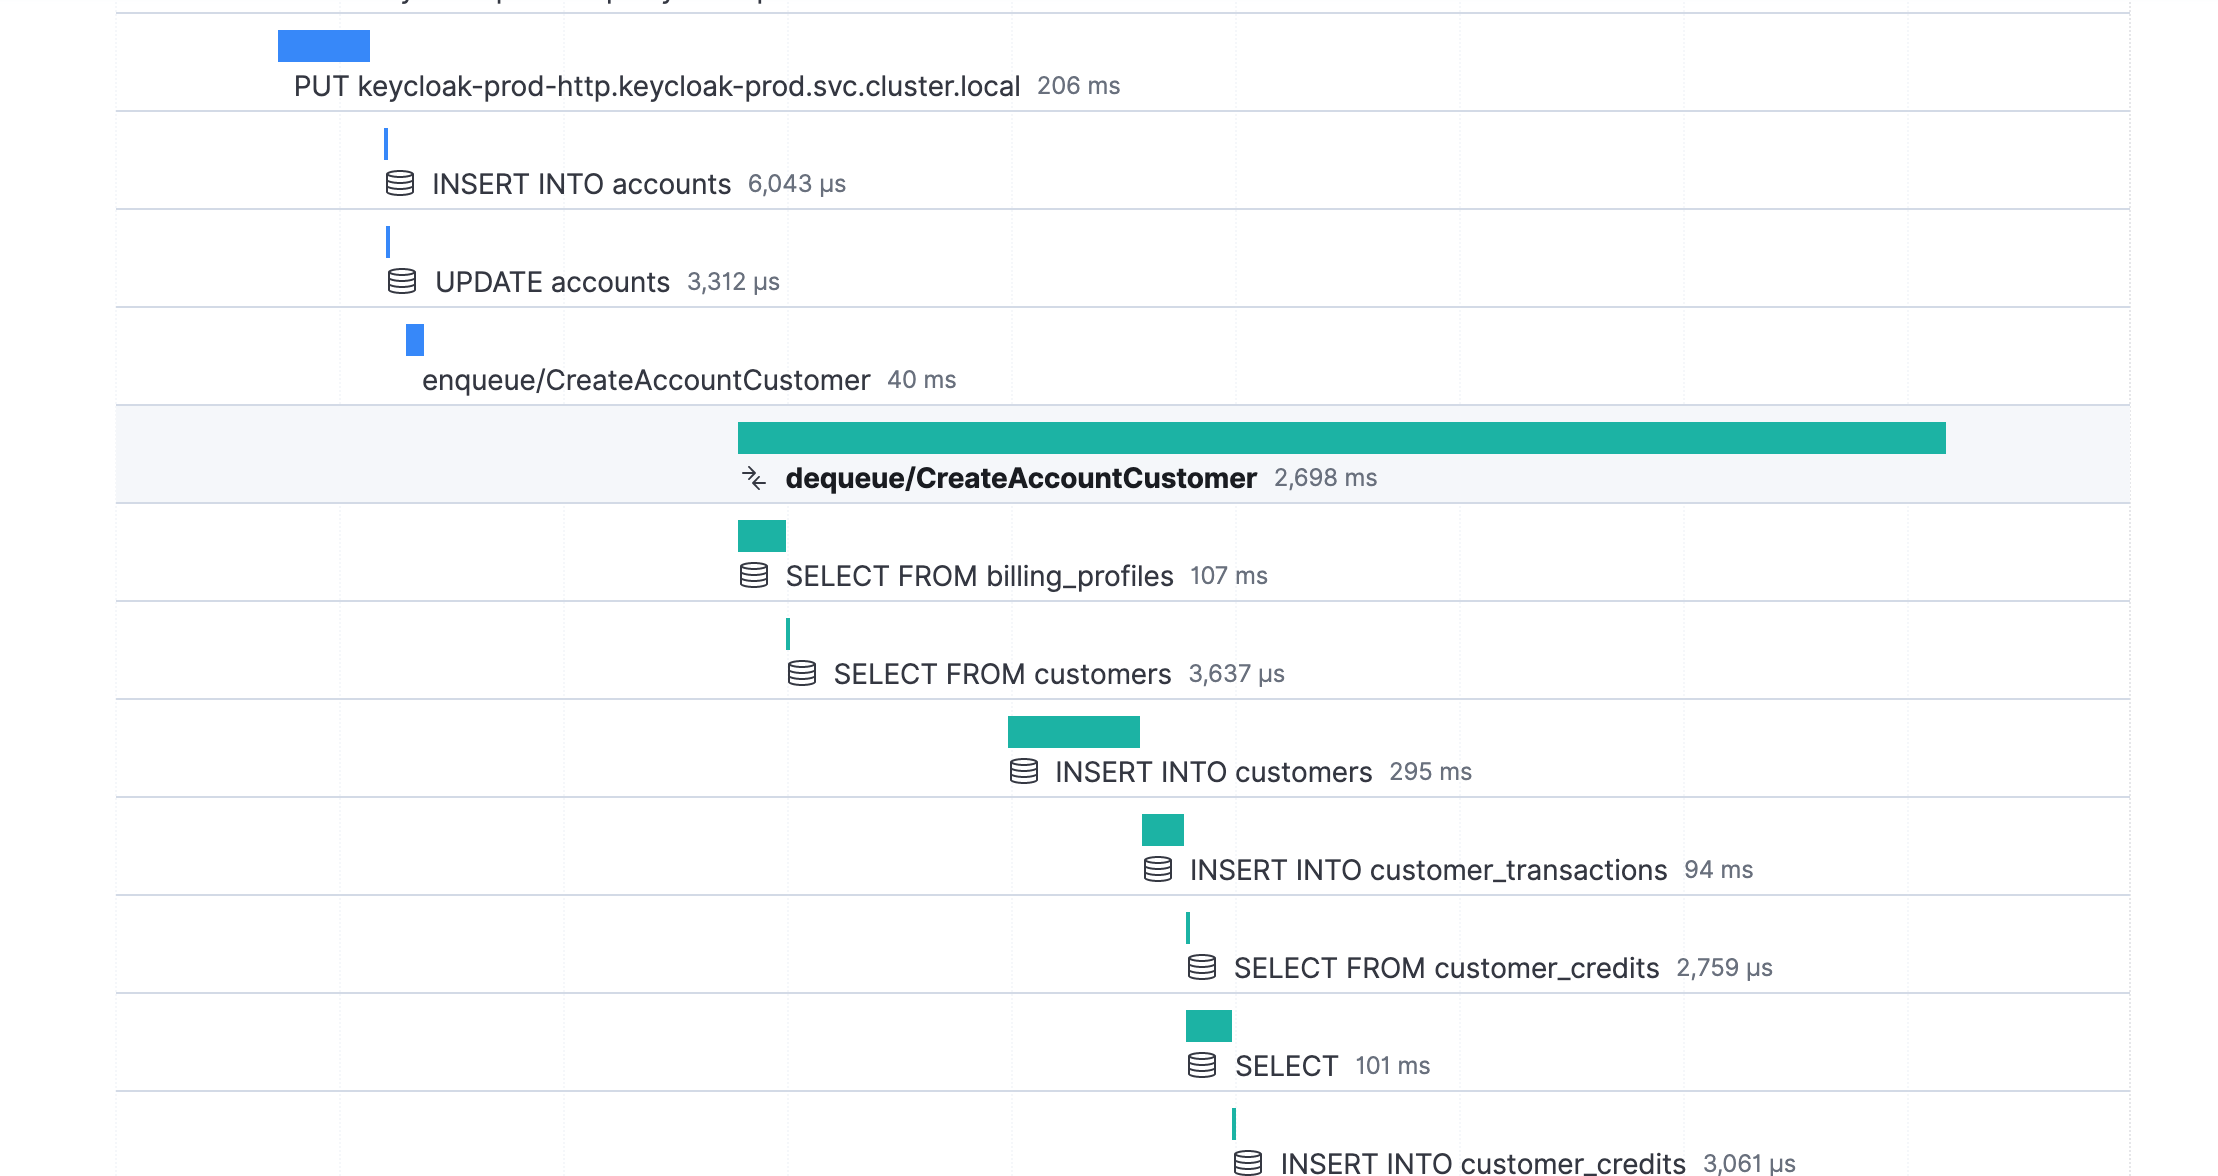 PUT keycloak-prod-http.keycloak-prod.svc.cluster.local 206 ms
INSERT INTO accounts 6,043 μs
UPDATE accounts 3,312 μs
enqueue/CreateAccountCustomer 40 ms
dequeue/CreateAccountCustomer 2,698 ms
SELECT FROM billing_profiles 107 ms
SELECT FROM customers 3,637 μs
INSERT INTO customers 295 ms
INSERT INTO customer_transactions 94 ms
SELECT FROM customer_credits 2,759 μs
SELECT 101 ms
INSERT INTO customer_credits 3,061 μs